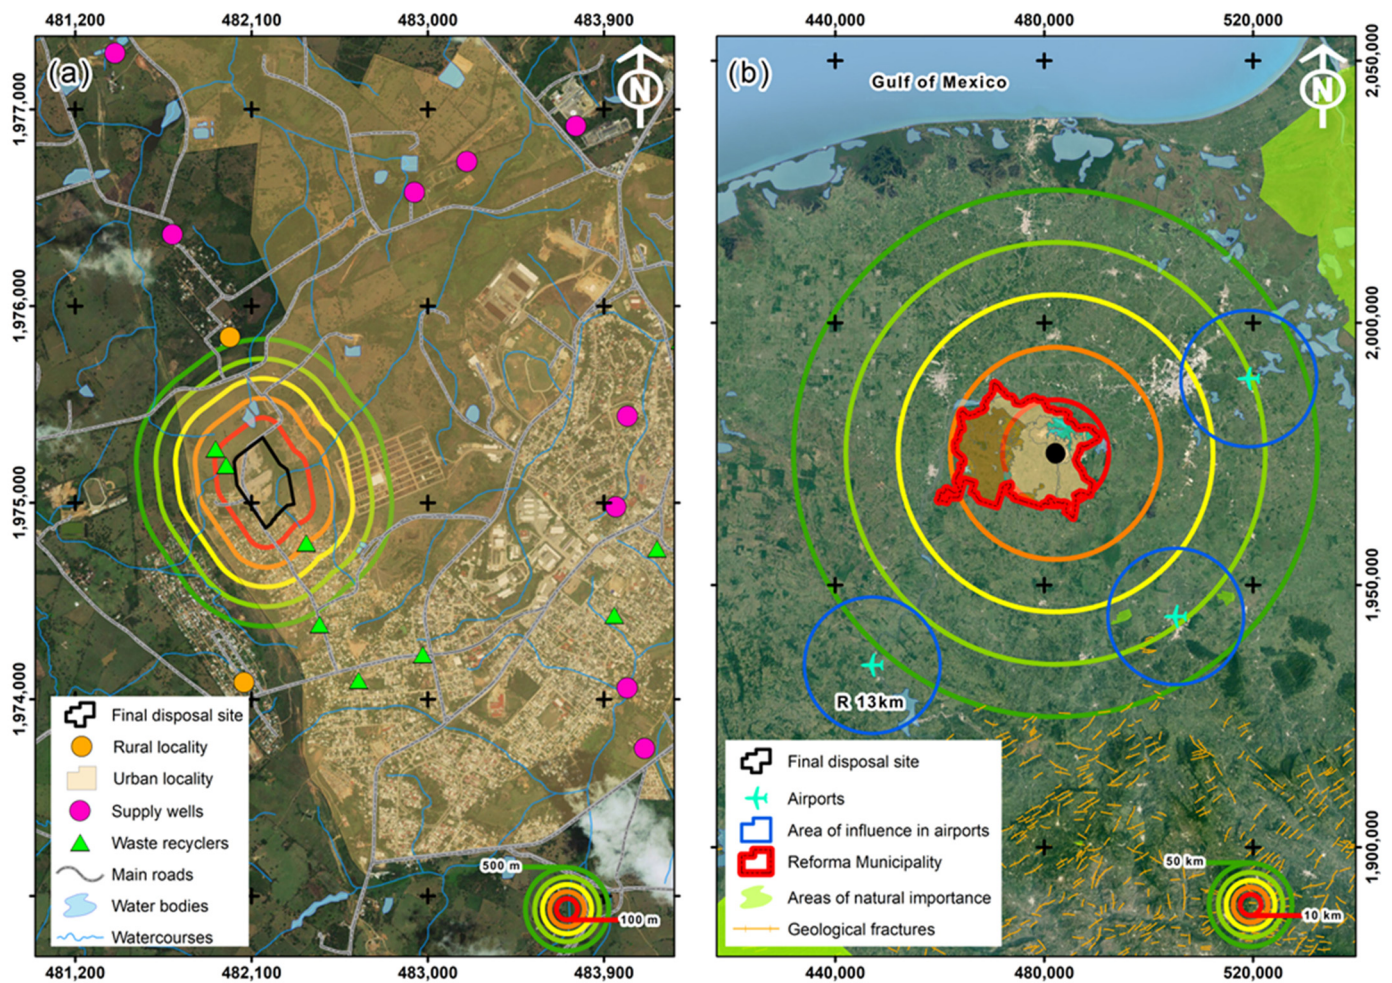 481,200 482,100 483,000 483,900
440,000 480,000 520,000
(a)
N
1,977,000
1,976,000
1,975,000
1,974,000
Final disposal site
Rural locality
Urban locality
Supply wells
Waste recyclers
Main roads
Water bodies
Watercourses
500 m
100 m
481,200 482,100 483,000 483,900
(b)
Gulf of Mexico
N
2,050,000
2,000,000
1,950,000
1,900,000
R 13km
Final disposal site
Airports
Area of influence in airports
Reforma Municipality
Areas of natural importance
Geological fractures
50 km
10 km
440,000 480,000 520,000